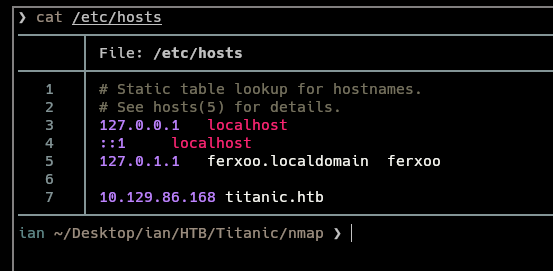 ❯ cat /etc/hosts
File: /etc/hosts
1 # Static table lookup for hostnames.
2 # See hosts(5) for details.
3 127.0.0.1 localhost
4 ::1 localhost
5 127.0.1.1 ferxoo.localdomain ferxoo
6
7 10.129.86.168 titanic.htb
ian ~/Desktop/ian/HTB/Titanic/nmap ❯